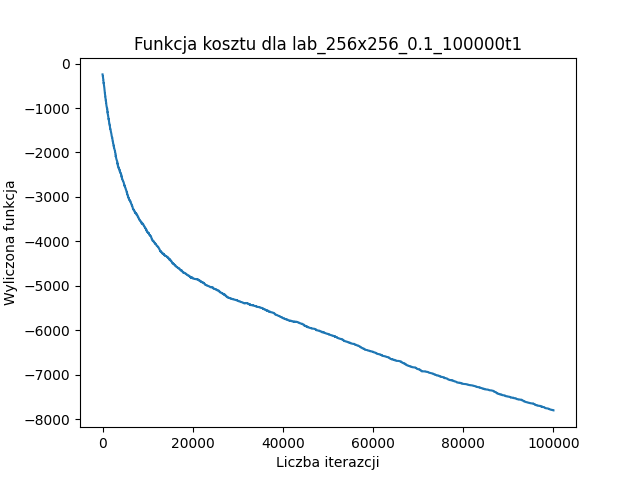 Funkcja kosztu dla lab_256x256_0.1_100000t1
0
−1000
−2000
−3000
−4000
−5000
−6000
−7000
−8000
Wyliczona funkcja
0 20000 40000 60000 80000 100000
Liczba iterazcji